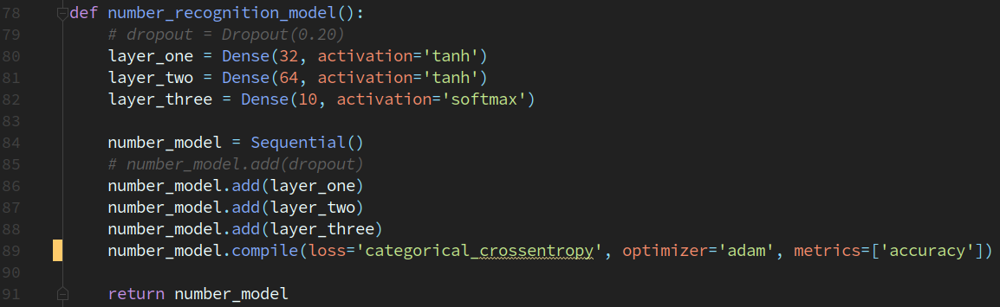 78 def number_recognition_model():
79     # dropout = Dropout(0.20)
80     layer_one = Dense(32, activation='tanh')
81     layer_two = Dense(64, activation='tanh')
82     layer_three = Dense(10, activation='softmax')
83
84     number_model = Sequential()
85     # number_model.add(dropout)
86     number_model.add(layer_one)
87     number_model.add(layer_two)
88     number_model.add(layer_three)
89     number_model.compile(loss='categorical_crossentropy', optimizer='adam', metrics=['accuracy'])
90
91     return number_model